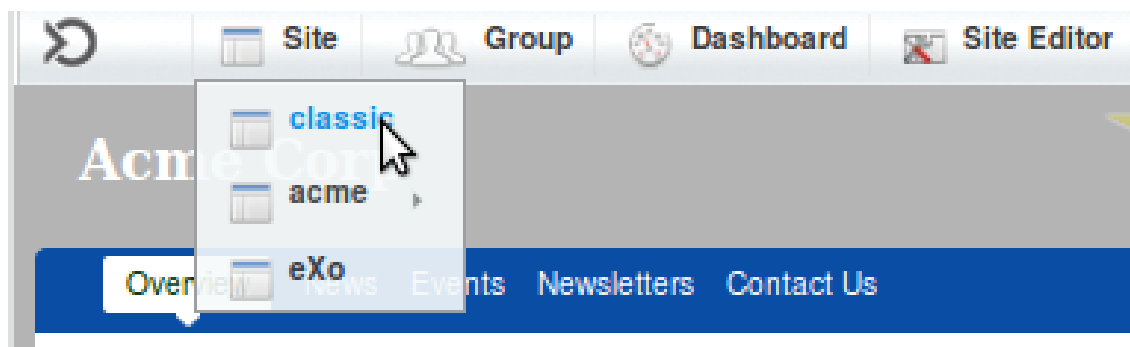 Site Group Dashboard Site Editor
classic
Acme Corp
acme
eXo
Overview News Events Newsletters Contact Us